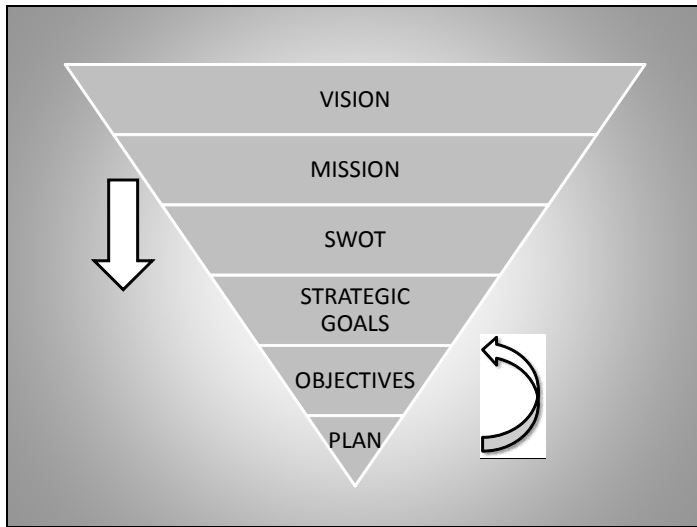 VISION
MISSION
SWOT
STRATEGIC
GOALS
OBJECTIVES
PLAN